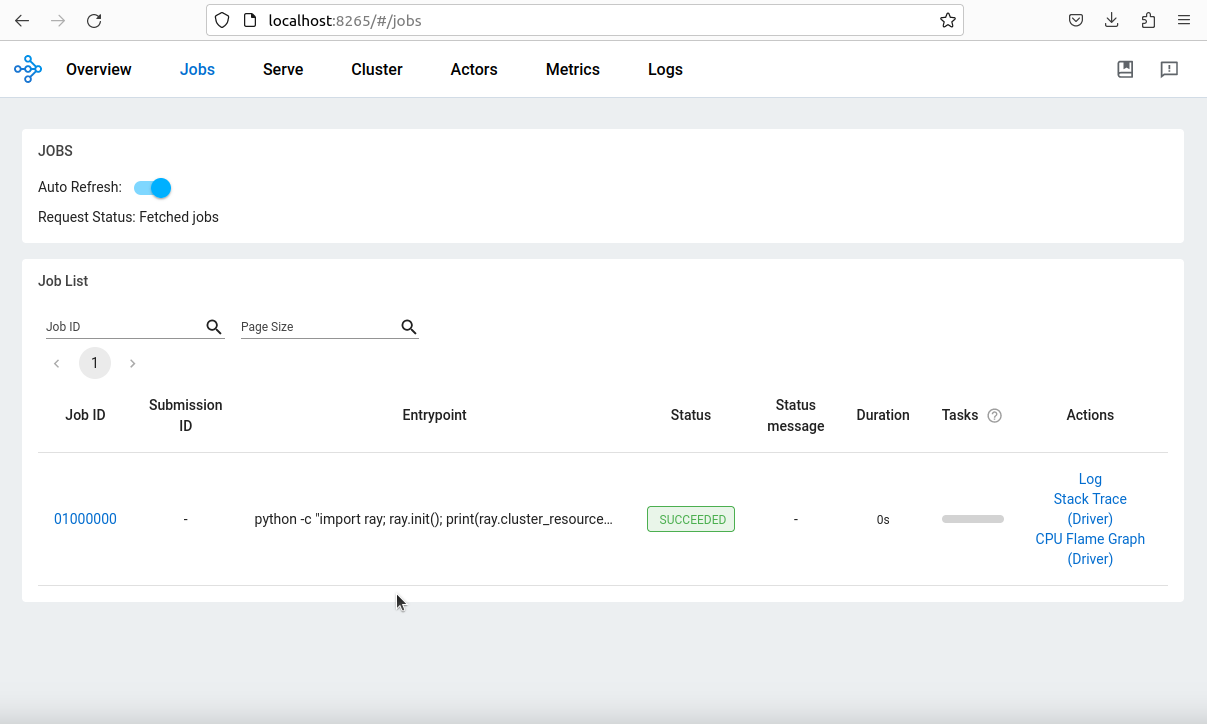 localhost:8265/#/jobs
Overview Jobs Serve Cluster Actors Metrics Logs
JOBS
Auto Refresh:
Request Status: Fetched jobs
Job List
Job ID Page Size
1
Job ID Submission ID Entrypoint Status Status message Duration Tasks Actions
01000000 - python -c "import ray; ray.init(); print(ray.cluster_resource… SUCCEEDED - 0s
Log
Stack Trace
(Driver)
CPU Flame Graph
(Driver)